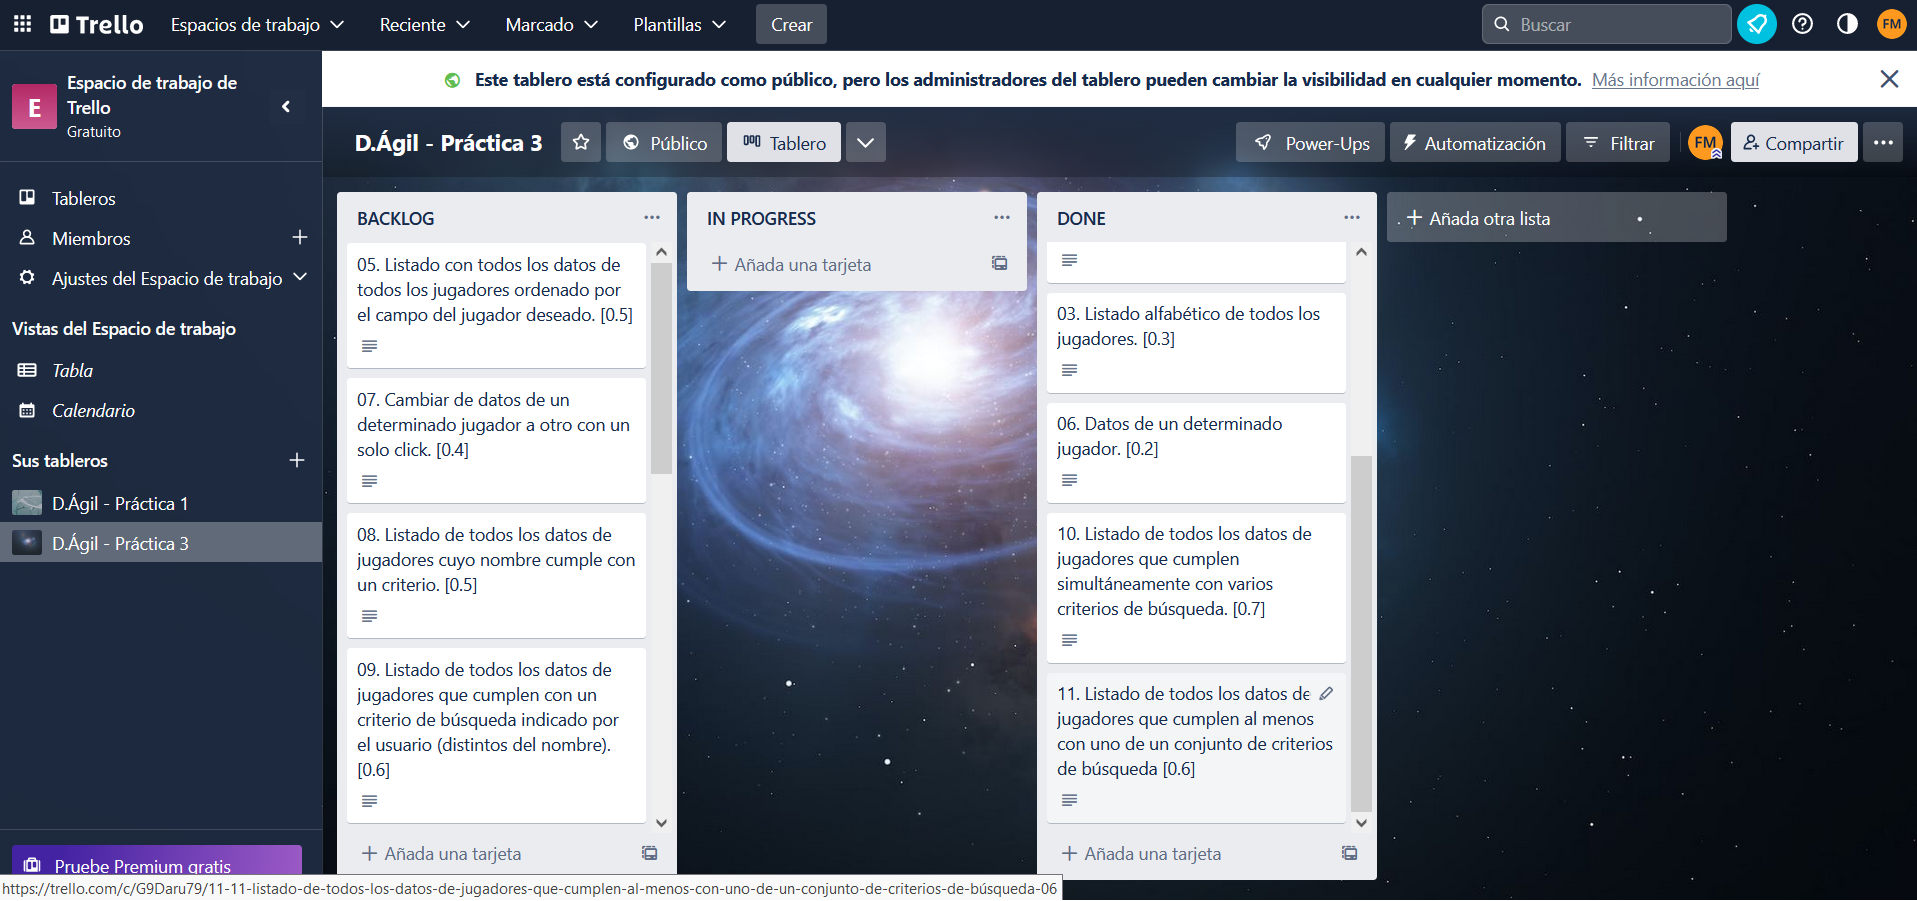 Trello
Espacios de trabajo
Reciente
Marcado
Plantillas
Crear
Buscar
FM
E
Espacio de trabajo de
Trello
Gratuito
Este tablero está configurado como público, pero los administradores del tablero pueden cambiar la visibilidad en cualquier momento. Más información aquí
D.Ágil - Práctica 3
Público
Tablero
Power-Ups
Automatización
Filtrar
FM
Compartir
Tableros
Miembros
Ajustes del Espacio de trabajo
Vistas del Espacio de trabajo
Tabla
Calendario
Sus tableros
D.Ágil - Práctica 1
D.Ágil - Práctica 3
Pruebe Premium gratis
BACKLOG
05. Listado con todos los datos de
todos los jugadores ordenado por
el campo del jugador deseado. [0.5]
07. Cambiar de datos de un
determinado jugador a otro con un
solo click. [0.4]
08. Listado de todos los datos de
jugadores cuyo nombre cumple con
un criterio. [0.5]
09. Listado de todos los datos de
jugadores que cumplen con un
criterio de búsqueda indicado por
el usuario (distintos del nombre).
[0.6]
Añada una tarjeta
IN PROGRESS
Añada una tarjeta
DONE
03. Listado alfabético de todos los
jugadores. [0.3]
06. Datos de un determinado
jugador. [0.2]
10. Listado de todos los datos de
jugadores que cumplen
simultáneamente con varios
criterios de búsqueda. [0.7]
11. Listado de todos los datos de
jugadores que cumplen al menos
con uno de un conjunto de criterios
de búsqueda [0.6]
Añada una tarjeta
Añada otra lista
https://trello.com/c/G9Daru79/11-11-listado-de-todos-los-datos-de-jugadores-que-cumplen-al-menos-con-uno-de-un-conjunto-de-criterios-de-búsqueda-06